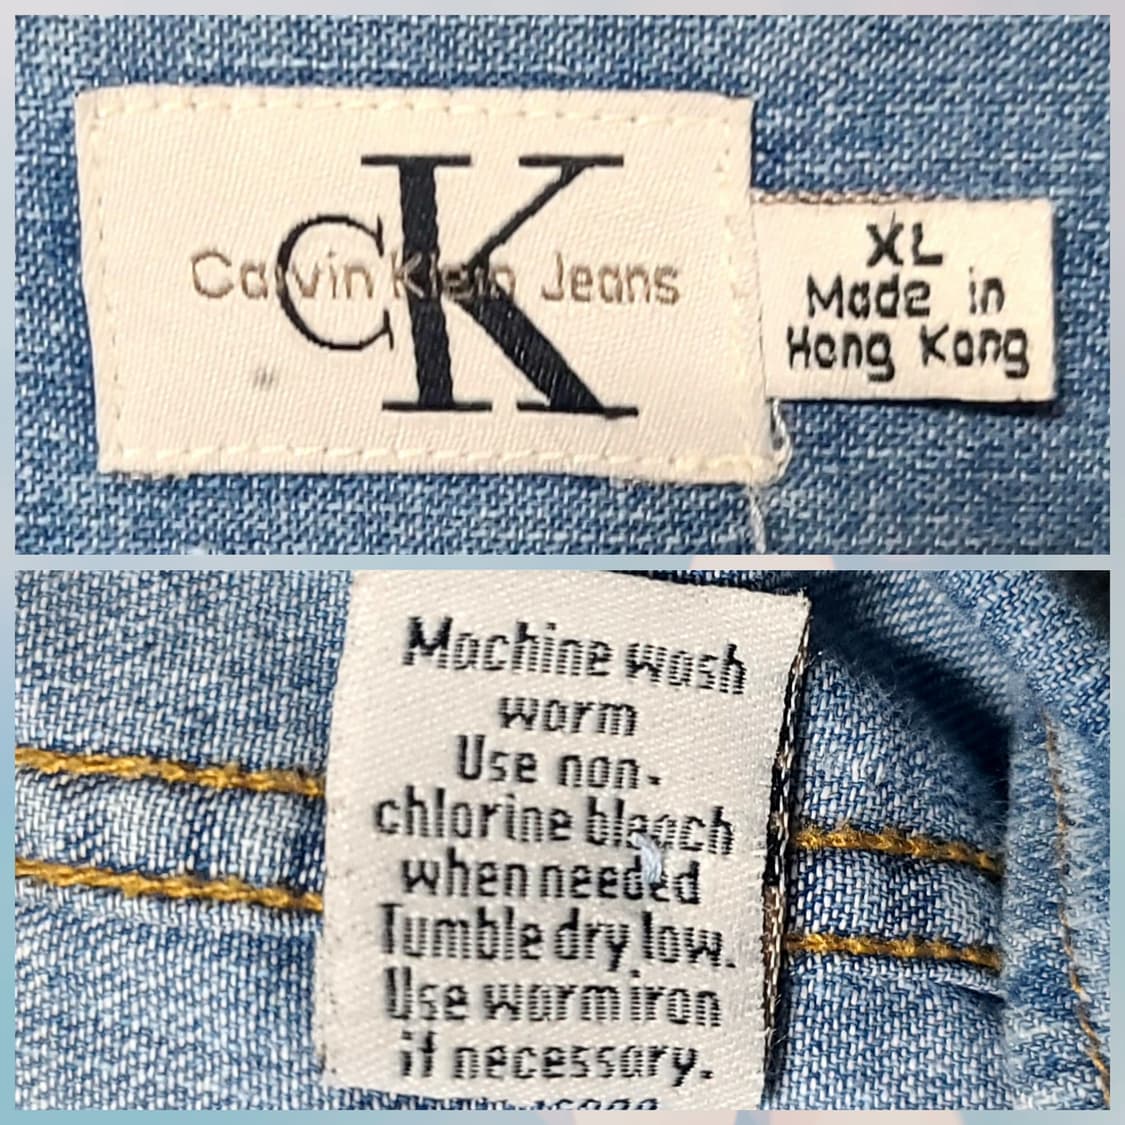 CK
Calvin Klein Jeans
XL
Made in
Hong Kong
Machine wash
warm
Use non-
chlorine bleach
when needed
Tumble dry low.
Use warm iron
if necessary.